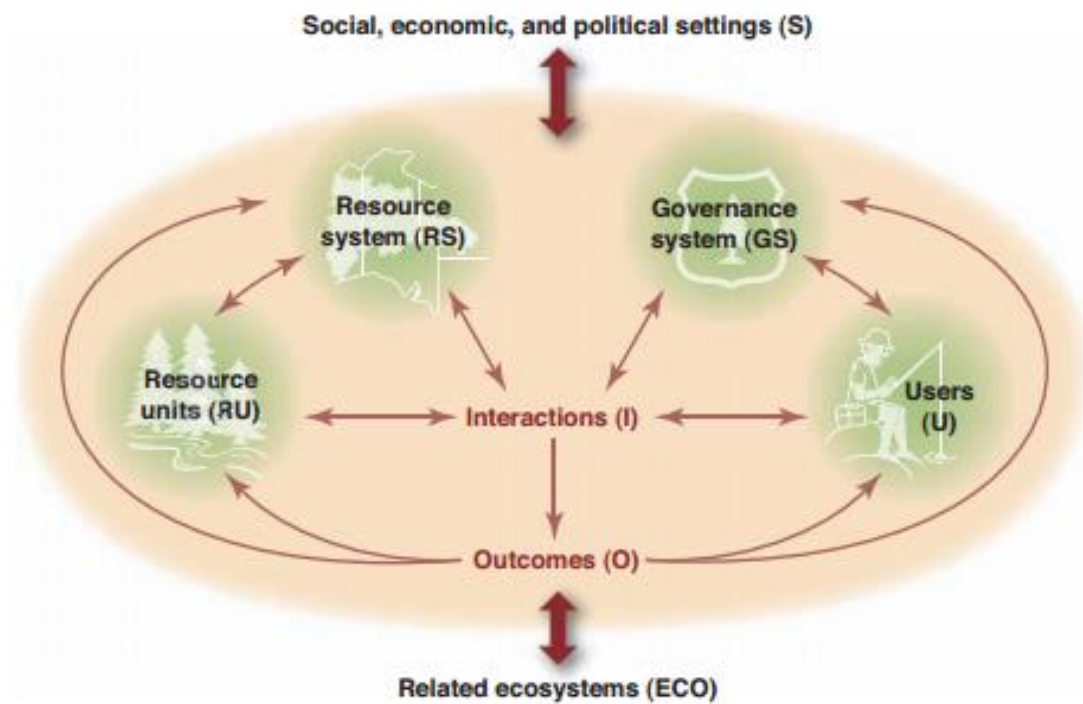 Social, economic, and political settings (S)
Resource
system (RS)
Governance
system (GS)
Resource
units (RU)
Interactions (I)
Users
(U)
Outcomes (O)
Related ecosystems (ECO)